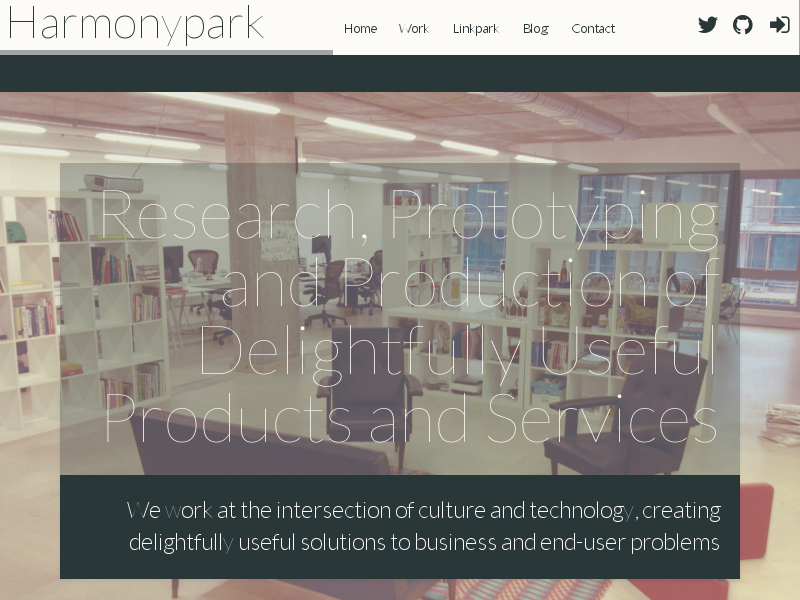 Harmonypark
Home Work Linkpark Blog Contact
Research, Prototyping
and Production of
Delightfully Useful
Products and Services
We work at the intersection of culture and technology, creating
delightfully useful solutions to business and end-user problems